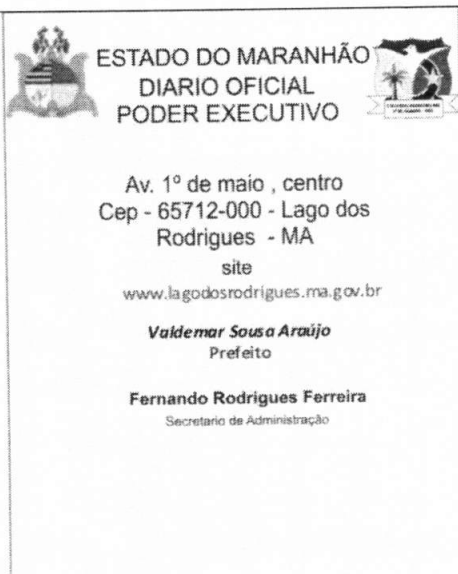 ESTADO DO MARANHÃO
DIARIO OFICIAL
PODER EXECUTIVO
Av. 1º de maio , centro
Cep - 65712-000 - Lago dos
Rodrigues - MA
site
www.lagodosrodrigues.ma.gov.br
Valdemar Sousa Araújo
Prefeito
Fernando Rodrigues Ferreira
Secretario de Administração